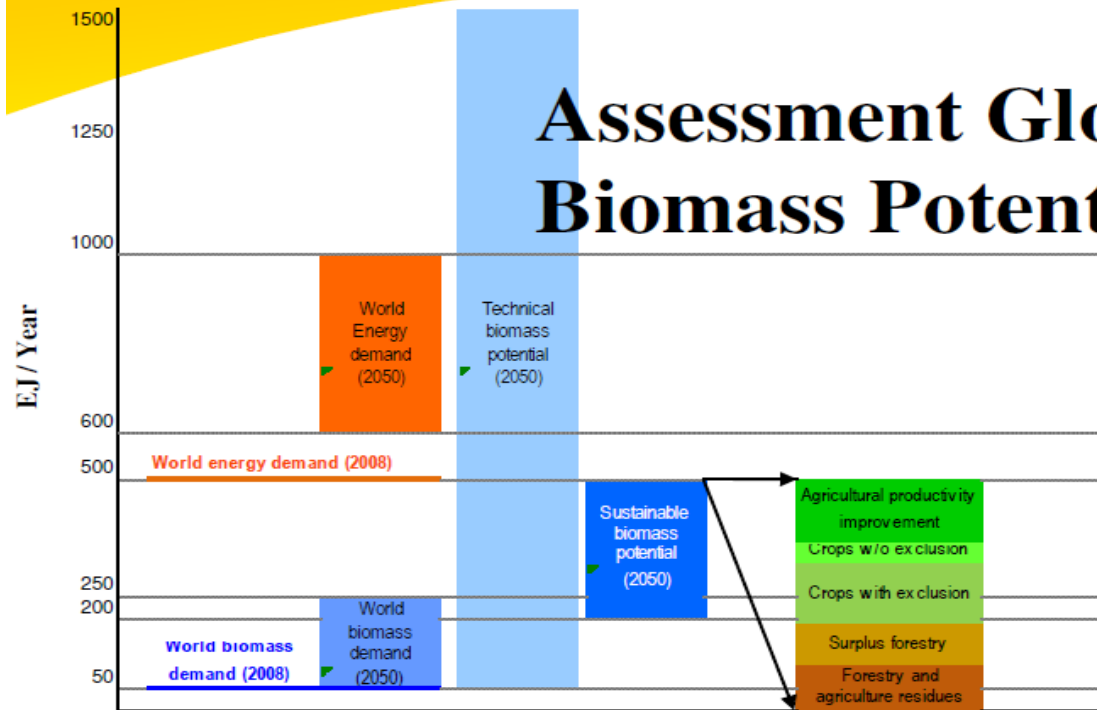 Assessment Glo
Biomass Potent
EJ / Year
1500
1250
1000
600
500
250
200
50
World
Energy
demand
(2050)
Technical
biomass
potential
(2050)
World energy demand (2008)
Sustainable
biomass
potential
(2050)
World
biomass
demand
(2050)
World biomass
demand (2008)
Agricultural productivity
improvement
Crops w/o exclusion
Crops with exclusion
Surplus forestry
Forestry and
agriculture residues